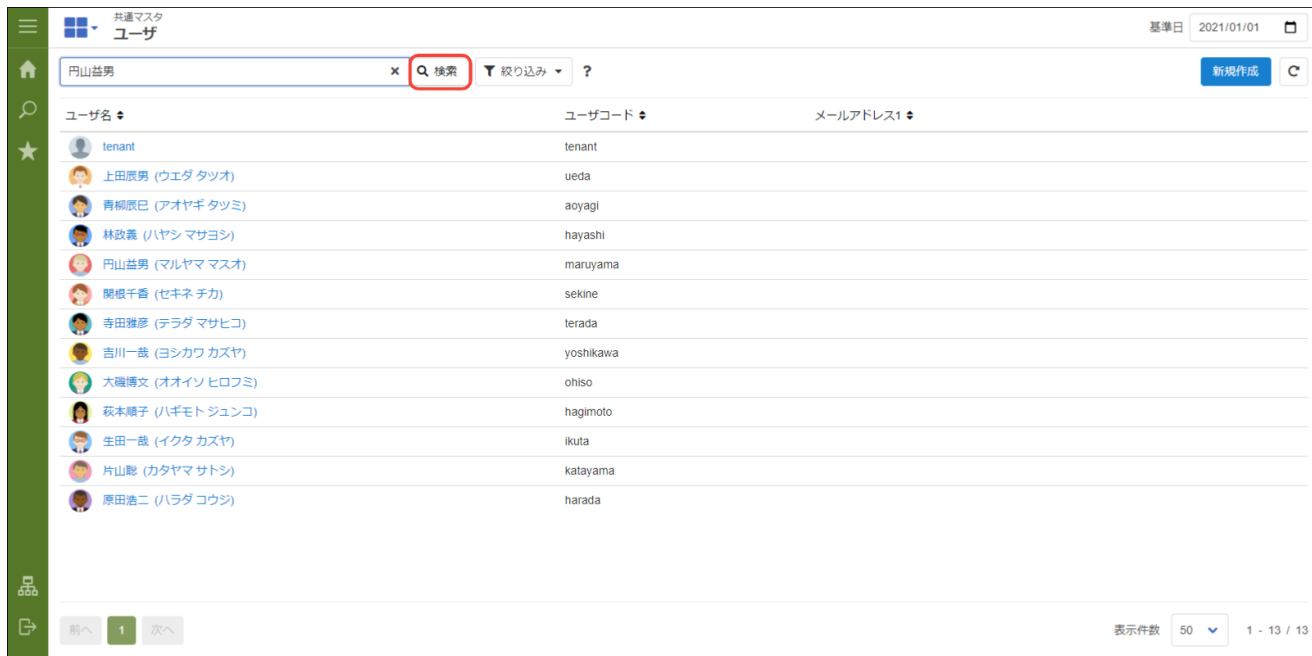 共通マスタ
ユーザ
基準日 2021/01/01
円山益男 × 検索 絞り込み ? 新規作成
ユーザ名 ユーザコード メールアドレス1
tenant tenant
上田辰男 (ウエダ タツオ) ueda
青柳辰巳 (アオヤギ タツミ) aoyagi
林政義 (ハヤシ マサヨシ) hayashi
円山益男 (マルヤマ マスオ) maruyama
関根千香 (セキネ チカ) sekine
寺田雅彦 (テラダ マサヒコ) terada
吉川一哉 (ヨシカワ カズヤ) yoshikawa
大磯博文 (オオイソ ヒロフミ) ohiso
萩本順子 (ハギモト ジュンコ) hagimoto
生田一哉 (イクタ カズヤ) ikuta
片山聡 (カタヤマ サトシ) katayama
原田浩二 (ハラダ コウジ) harada
前へ 1 次へ 表示件数 50 1 - 13 / 13